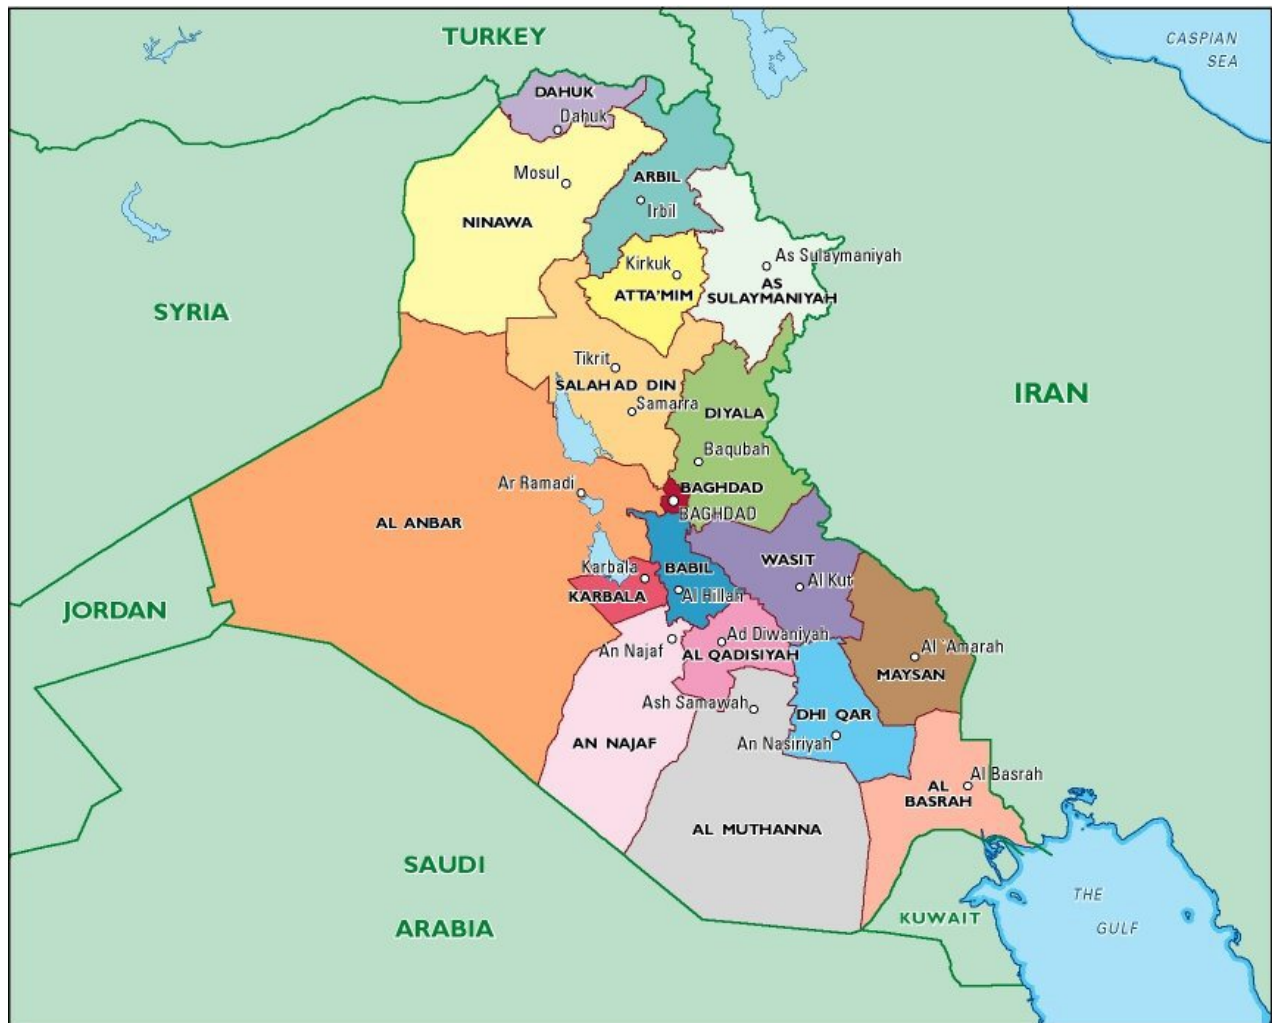 TURKEY
CASPIAN
SEA
DAHUK
Dahuk
Mosul
ARBIL
Irbil
NINAWA
Kirkuk
As Sulaymaniyah
AS
SULAYMANIYAH
ATTA'MIM
SYRIA
Tikrit
SALAH AD DIN
Samarra
IRAN
DIYALA
Baqubah
Ar Ramadi
BAGHDAD
BAGHDAD
AL ANBAR
WASIT
Karbala
BABIL
Al Kut
KARBALA
Al Hillah
JORDAN
An Najaf
Ad Diwaniyah
AL QADISIYAH
Al `Amarah
MAYSAN
Ash Samawah
DHI QAR
AN NAJAF
An Nasiriyah
Al Basrah
AL
BASRAH
AL MUTHANNA
SAUDI
ARABIA
KUWAIT
THE
GULF